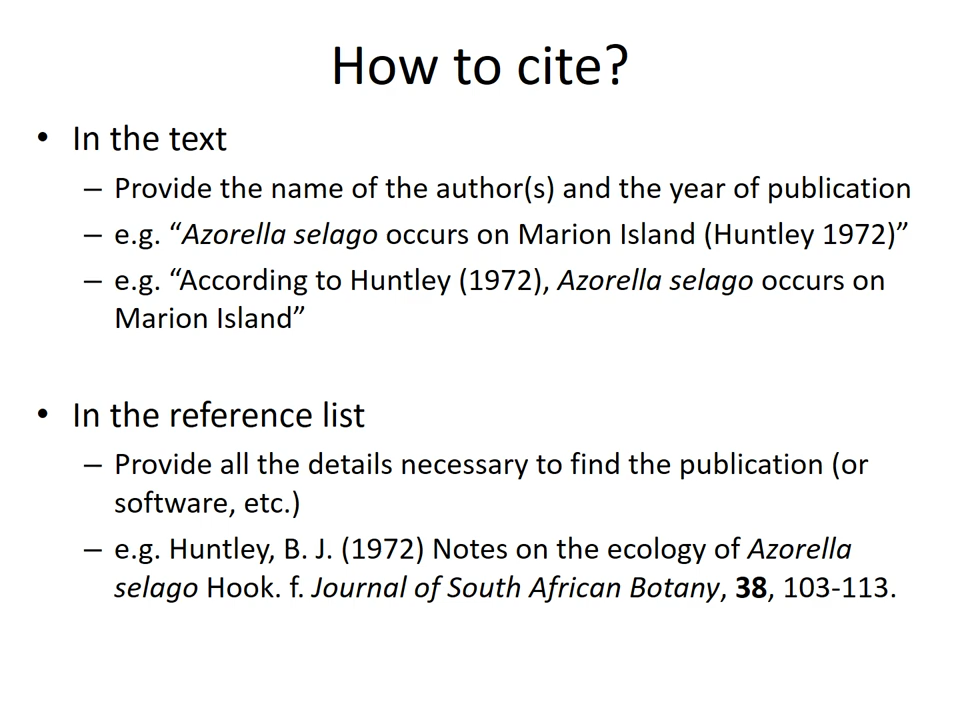 How to cite?
• In the text
– Provide the name of the author(s) and the year of publication
– e.g. “Azorella selago occurs on Marion Island (Huntley 1972)”
– e.g. “According to Huntley (1972), Azorella selago occurs on
Marion Island”
• In the reference list
– Provide all the details necessary to find the publication (or
software, etc.)
– e.g. Huntley, B. J. (1972) Notes on the ecology of Azorella
selago Hook. f. Journal of South African Botany, 38, 103-113.